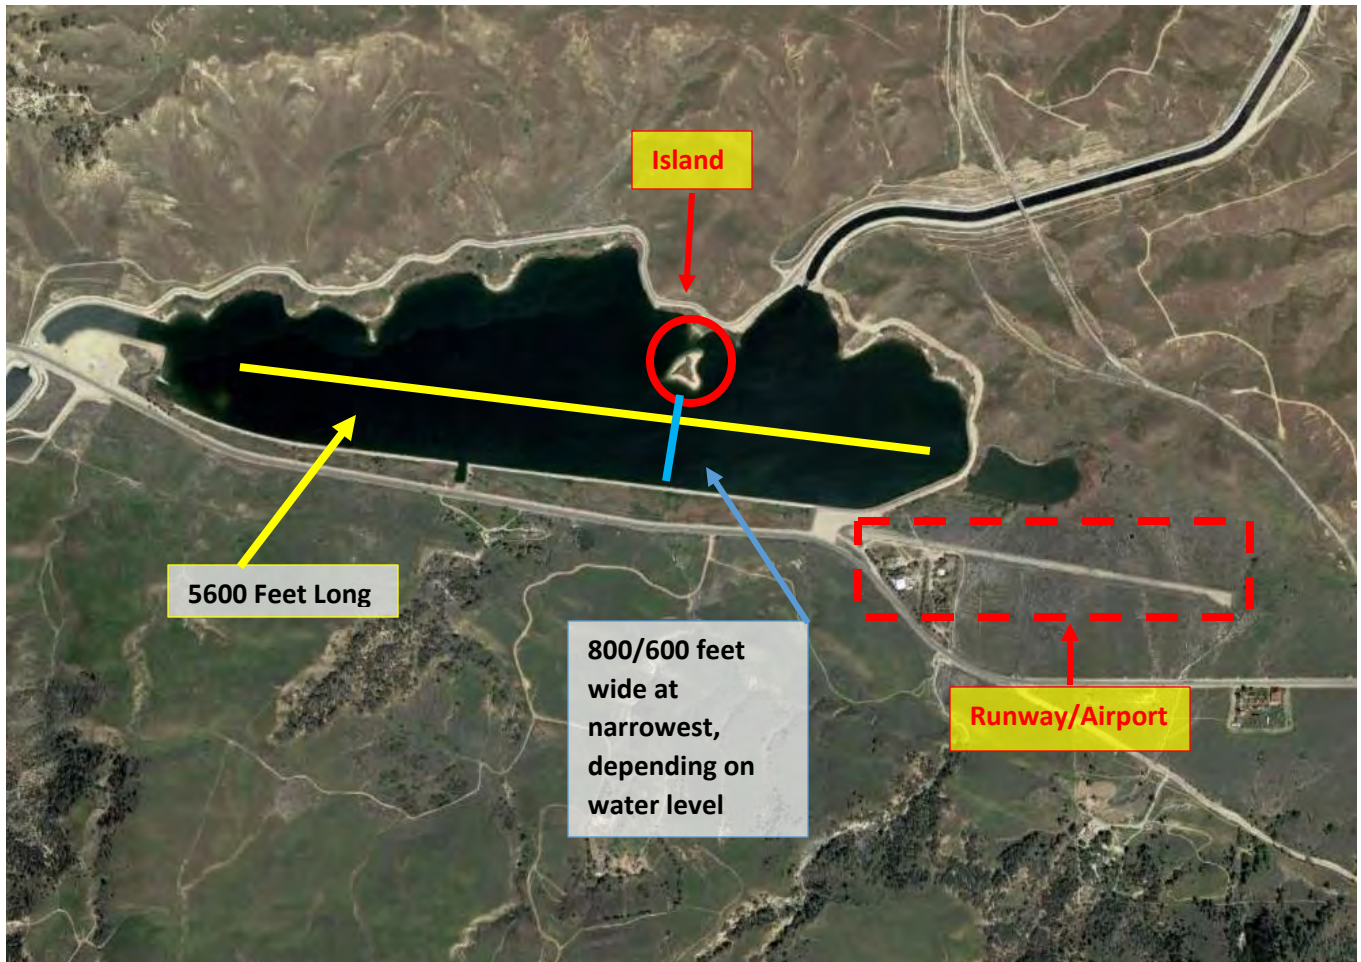 Island
5600 Feet Long
800/600 feet
wide at
narrowest,
depending on
water level
Runway/Airport